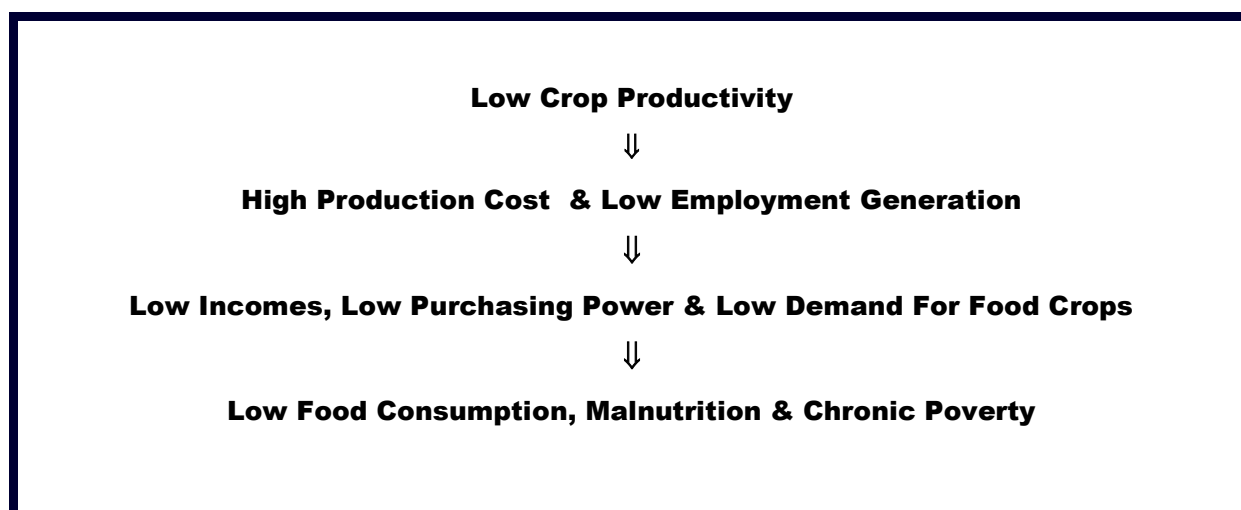 Low Crop Productivity
⇓
High Production Cost  & Low Employment Generation
⇓
Low Incomes, Low Purchasing Power & Low Demand For Food Crops
⇓
Low Food Consumption, Malnutrition & Chronic Poverty